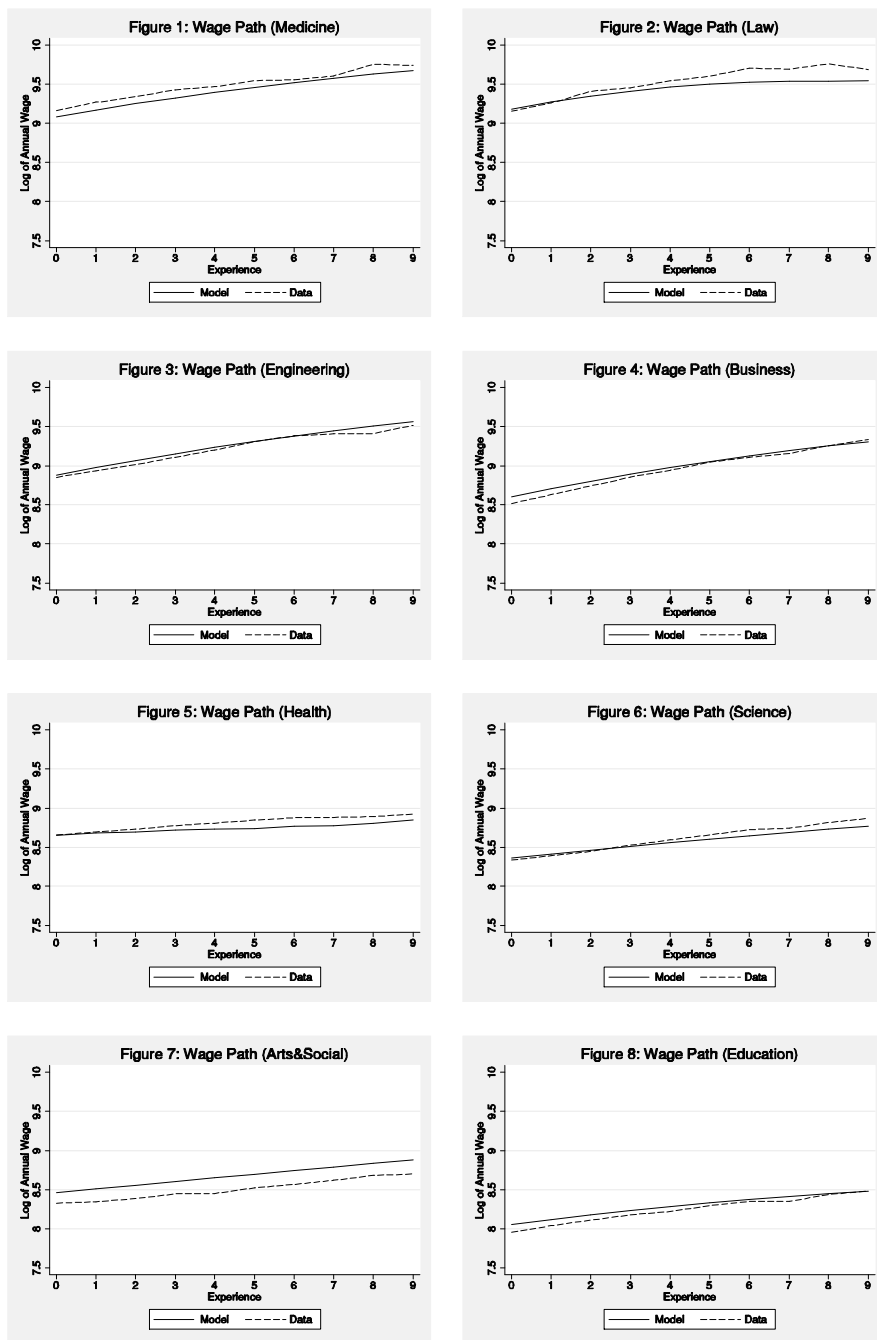 Figure 1: Wage Path (Medicine)
Log of Annual Wage
10
9.5
9
8.5
8
7.5
0 1 2 3 4 5 6 7 8 9
Experience
Model Data
Figure 2: Wage Path (Law)
Log of Annual Wage
10
9.5
9
8.5
8
7.5
0 1 2 3 4 5 6 7 8 9
Experience
Model Data
Figure 3: Wage Path (Engineering)
Log of Annual Wage
10
9.5
9
8.5
8
7.5
0 1 2 3 4 5 6 7 8 9
Experience
Model Data
Figure 4: Wage Path (Business)
Log of Annual Wage
10
9.5
9
8.5
8
7.5
0 1 2 3 4 5 6 7 8 9
Experience
Model Data
Figure 5: Wage Path (Health)
Log of Annual Wage
10
9.5
9
8.5
8
7.5
0 1 2 3 4 5 6 7 8 9
Experience
Model Data
Figure 6: Wage Path (Science)
Log of Annual Wage
10
9.5
9
8.5
8
7.5
0 1 2 3 4 5 6 7 8 9
Experience
Model Data
Figure 7: Wage Path (Arts&Social)
Log of Annual Wage
10
9.5
9
8.5
8
7.5
0 1 2 3 4 5 6 7 8 9
Experience
Model Data
Figure 8: Wage Path (Education)
Log of Annual Wage
10
9.5
9
8.5
8
7.5
0 1 2 3 4 5 6 7 8 9
Experience
Model Data